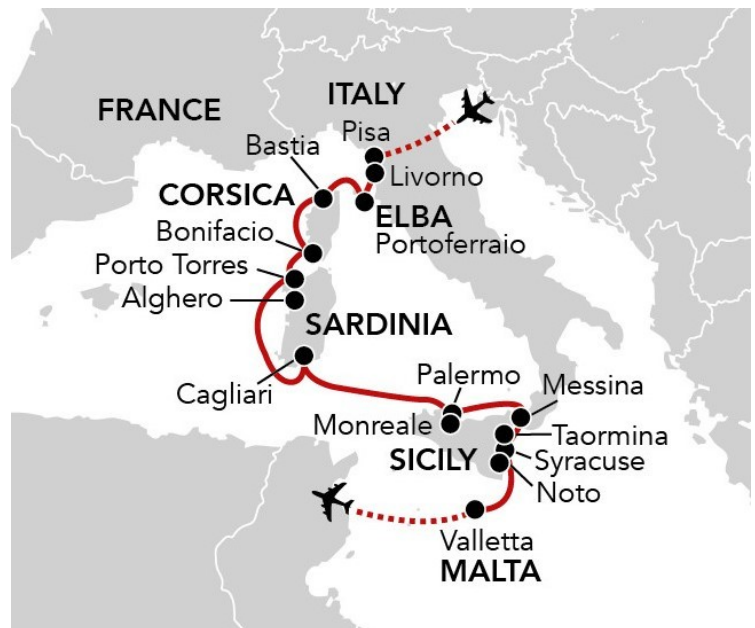 ITALY
FRANCE
Pisa
Bastia
Livorno
CORSICA
ELBA
Bonifacio
Portoferraio
Porto Torres
Alghero
SARDINIA
Palermo
Cagliari
Messina
Monreale
Taormina
SICILY
Syracuse
Noto
Valletta
MALTA